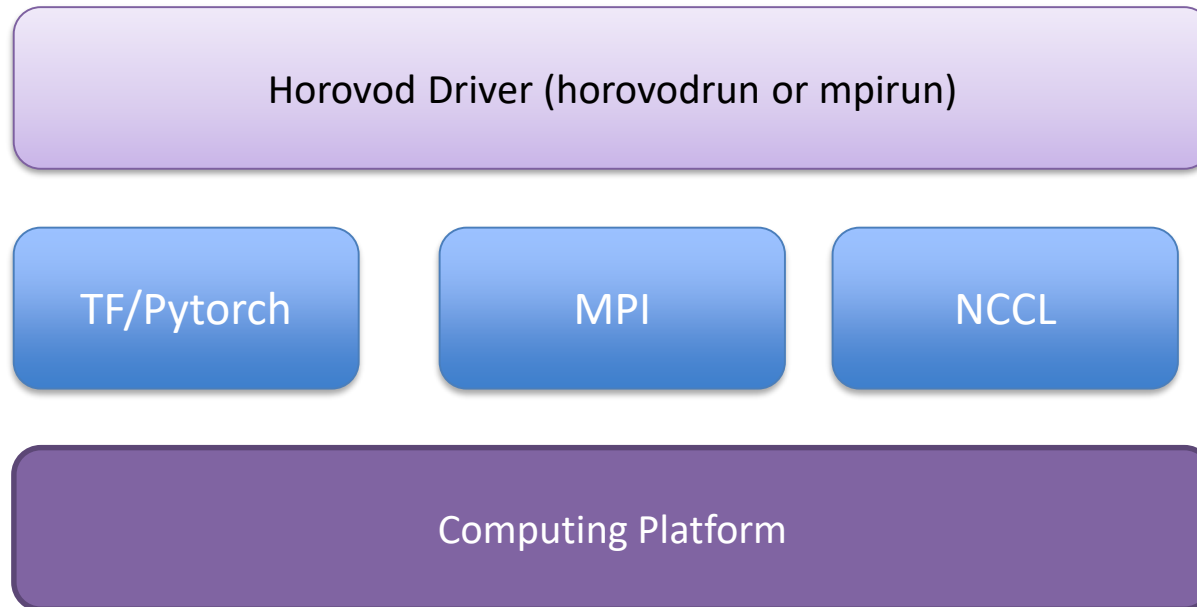 Horovod Driver (horovodrun or mpirun)
TF/Pytorch
MPI
NCCL
Computing Platform